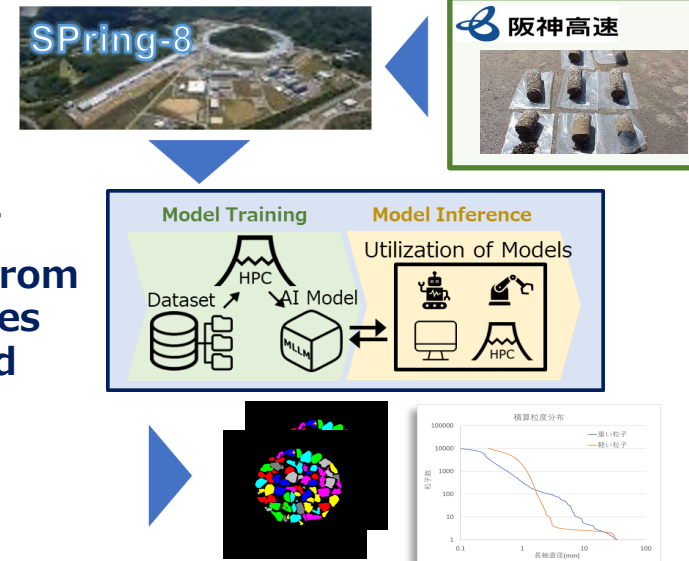 SPring-8
阪神高速
rom
es
d
Model Training
Model Inference
HPC
Dataset
AI Model
MLLM
Utilization of Models
HPC
積算粒度分布
粒子数
100000
10000
1000
100
10
1
0.1
1
10
100
長軸直径(mm)
重い粒子
軽い粒子